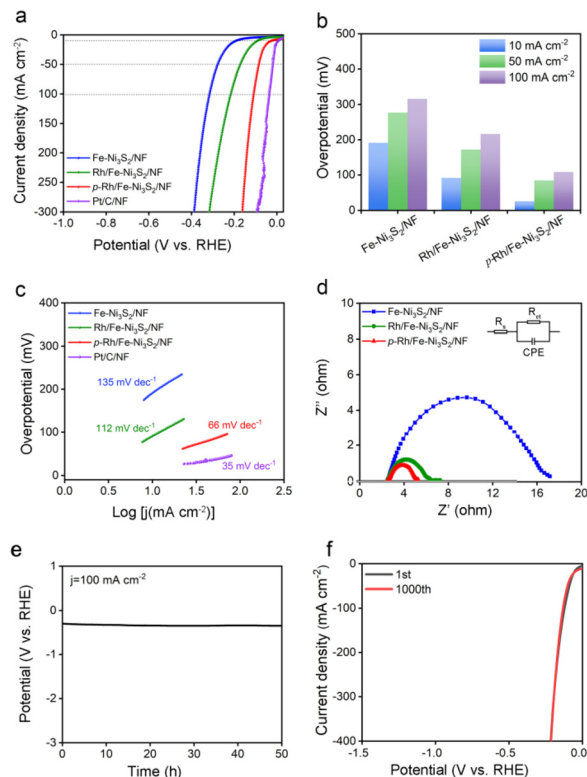 a
Current density (mA cm⁻²)
0
50
100
150
200
250
300
Fe-Ni₃S₂/NF
Rh/Fe-Ni₃S₂/NF
p-Rh/Fe-Ni₃S₂/NF
Pt/C/NF
-1.0
-0.8
-0.6
-0.4
-0.2
0.0
Potential (V vs. RHE)
b
Overpotential (mV)
500
400
300
200
100
0
10 mA cm⁻²
50 mA cm⁻²
100 mA cm⁻²
Fe-Ni₃S₂/NF
Rh/Fe-Ni₃S₂/NF
p-Rh/Fe-Ni₃S₂/NF
c
Overpotential (mV)
400
300
200
100
0
Fe-Ni₃S₂/NF
Rh/Fe-Ni₃S₂/NF
p-Rh/Fe-Ni₃S₂/NF
Pt/C/NF
135 mV dec⁻¹
112 mV dec⁻¹
66 mV dec⁻¹
35 mV dec⁻¹
0.0
0.5
1.0
1.5
2.0
2.5
Log [j(mA cm⁻²)]
d
Z'' (ohm)
10
8
6
4
2
0
Fe-Ni₃S₂/NF
Rh/Fe-Ni₃S₂/NF
p-Rh/Fe-Ni₃S₂/NF
Rₛ
R_ct
CPE
0
4
8
12
16
20
Z' (ohm)
e
Potential (V vs. RHE)
1
0
-1
-2
-3
j=100 mA cm⁻²
0
10
20
30
40
50
Time (h)
f
Current density (mA cm⁻²)
0
-100
-200
-300
-400
1st
1000th
-1.5
-1.0
-0.5
0.0
Potential (V vs. RHE)